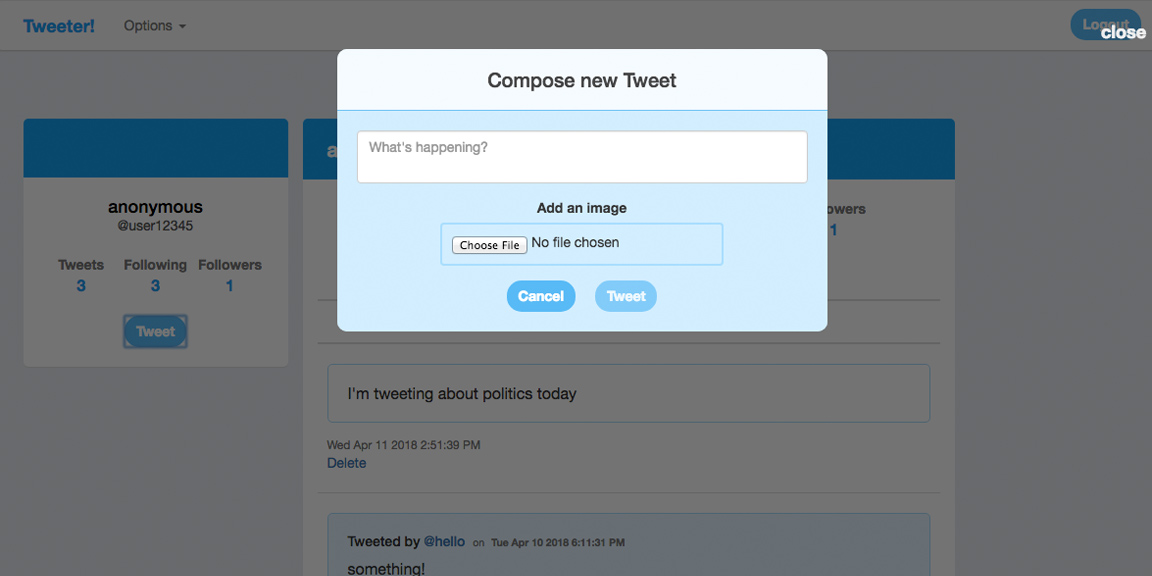 Tweeter! Options Logout
close
Compose new Tweet
What's happening?
a
anonymous
@user12345
Add an image
owers
1
Choose File No file chosen
Tweets Following Followers
3 3 1
Cancel Tweet
Tweet
I'm tweeting about politics today
Wed Apr 11 2018 2:51:39 PM
Delete
Tweeted by @hello on Tue Apr 10 2018 6:11:31 PM
something!